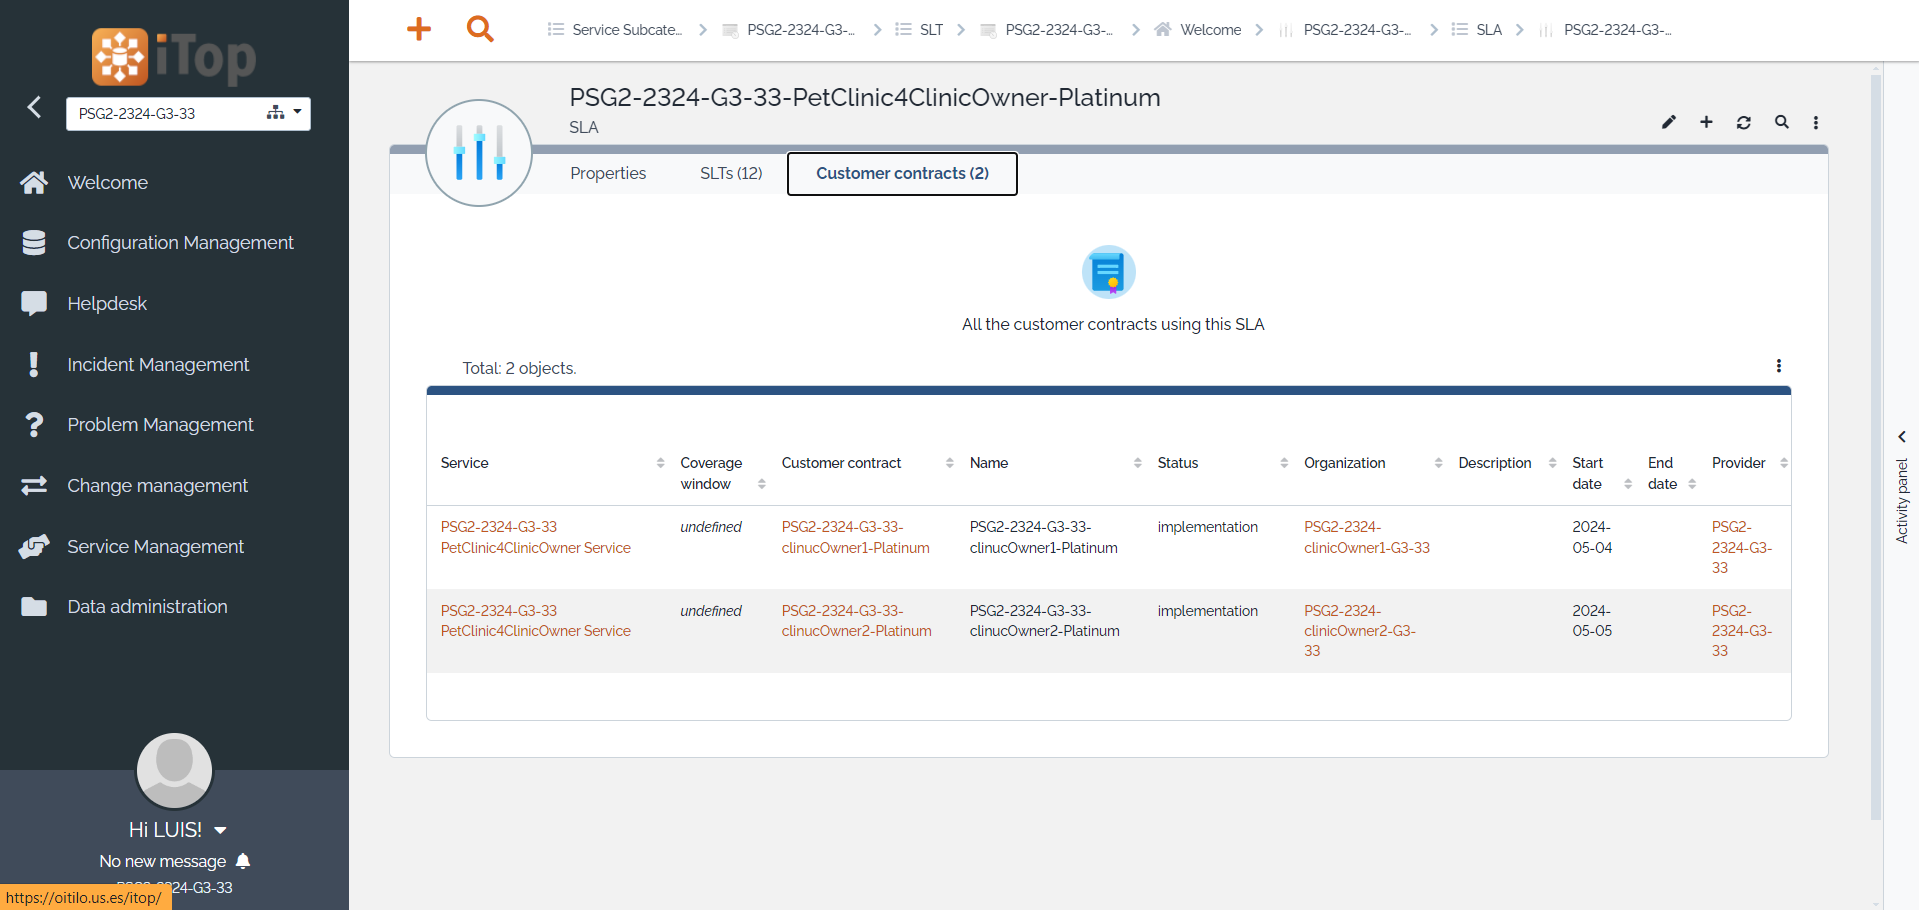 iTop
PSG2-2324-G3-33
Welcome
Configuration Management
Helpdesk
Incident Management
Problem Management
Change management
Service Management
Data administration
Hi LUIS!
No new message
24-G3-33
https://oitilo.us.es/itop/
Service Subcate... PSG2-2324-G3-... SLT PSG2-2324-G3-... Welcome PSG2-2324-G3-... SLA PSG2-2324-G3-...
PSG2-2324-G3-33-PetClinic4ClinicOwner-Platinum
SLA
Properties SLTs (12) Customer contracts (2)
All the customer contracts using this SLA
Total: 2 objects.
Service Coverage window Customer contract Name Status Organization Description Start date End date Provider
PSG2-2324-G3-33 undefined PSG2-2324-G3-33- PSG2-2324-G3-33- implementation PSG2-2324- 2024- PSG2-
PetClinic4ClinicOwner Service clinucOwner1-Platinum clinucOwner1-Platinum clinicOwner1-G3-33 05-04 2324-G3-
33
PSG2-2324-G3-33 undefined PSG2-2324-G3-33- PSG2-2324-G3-33- implementation PSG2-2324- 2024- PSG2-
PetClinic4ClinicOwner Service clinucOwner2-Platinum clinucOwner2-Platinum clinicOwner2-G3- 05-05 2324-G3-
33 33
Activity panel